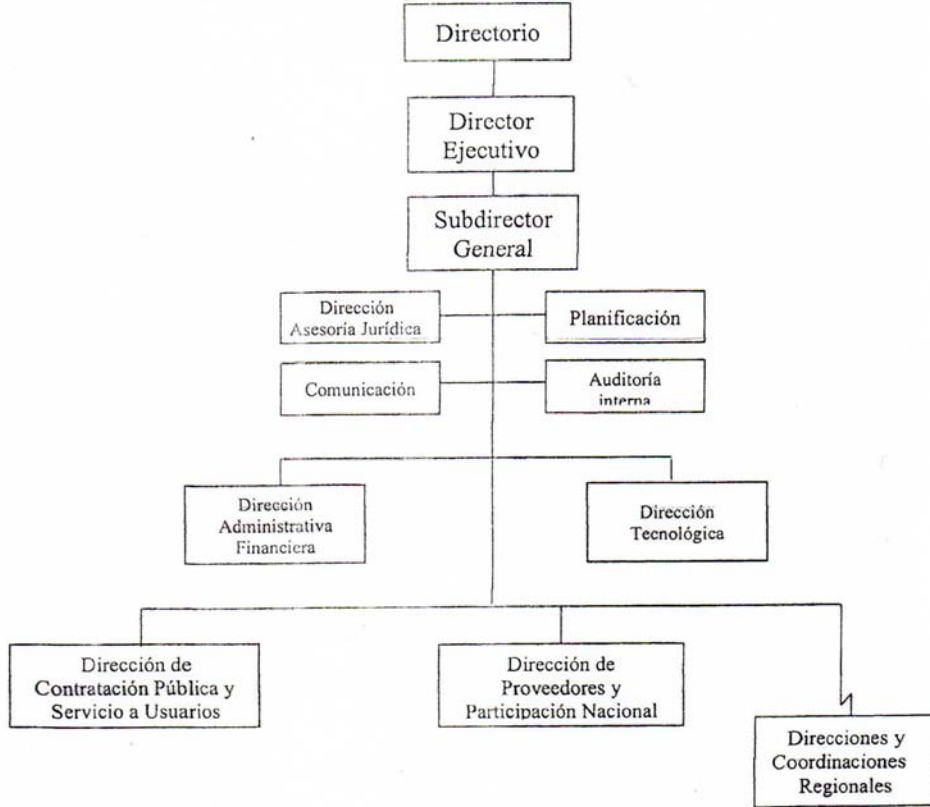 Directorio
Director
Ejecutivo
Subdirector
General
Dirección
Asesoría Jurídica
Planificación
Comunicación
Auditoría
interna
Dirección
Administrativa
Financiera
Dirección
Tecnológica
Dirección de
Contratación Pública y
Servicio a Usuarios
Dirección de
Proveedores y
Participación Nacional
Direcciones y
Coordinaciones
Regionales